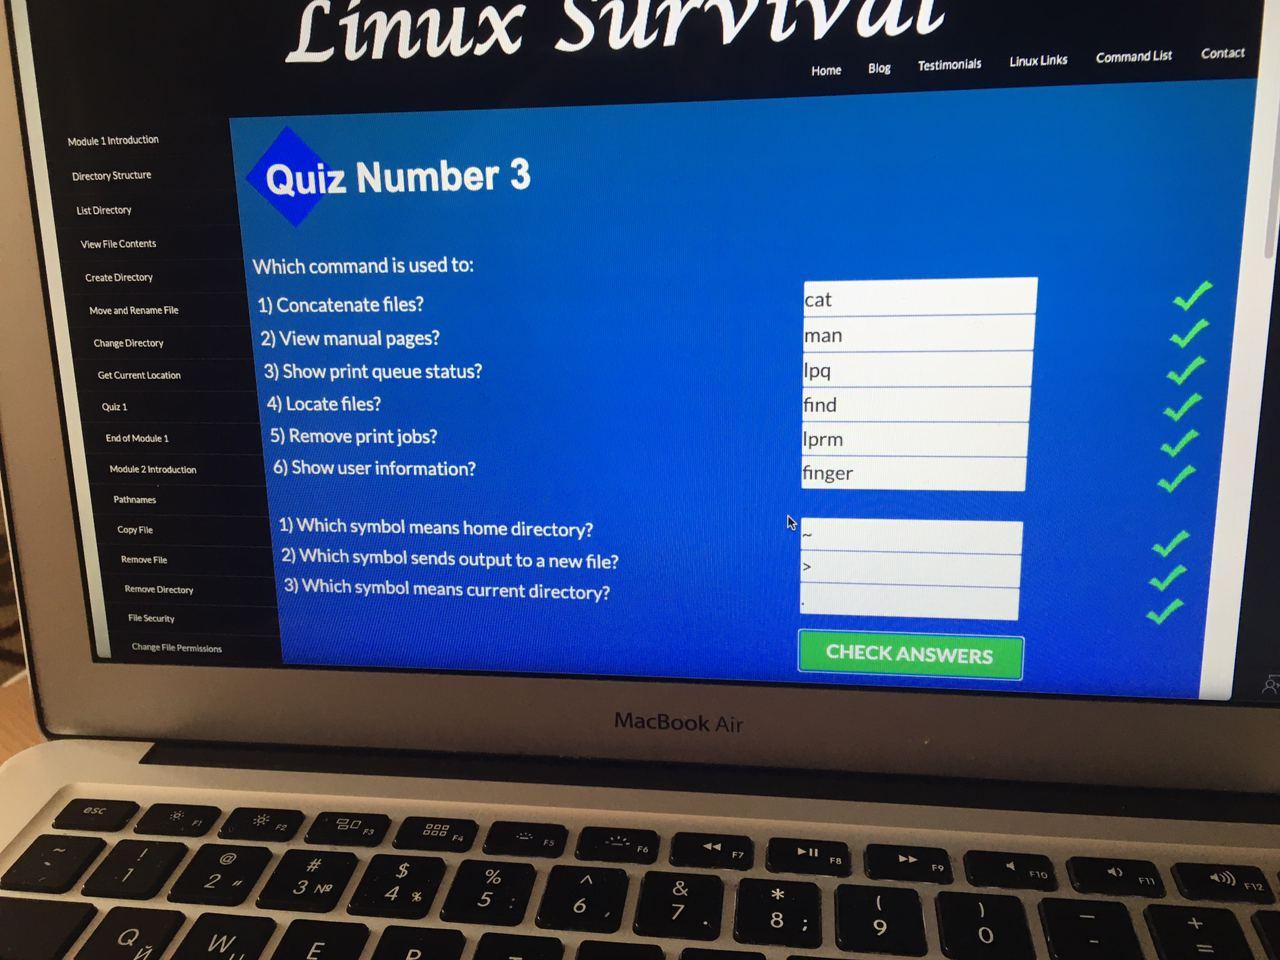 Linux Survival
Home Blog Testimonials Linux Links Command List Contact
Module 1 Introduction
Directory Structure
List Directory
View File Contents
Create Directory
Move and Rename File
Change Directory
Get Current Location
Quiz 1
End of Module 1
Module 2 Introduction
Pathnames
Copy File
Remove File
Remove Directory
File Security
Change File Permissions
Quiz Number 3
Which command is used to:
1) Concatenate files? cat
2) View manual pages? man
3) Show print queue status? lpq
4) Locate files? find
5) Remove print jobs? lprm
6) Show user information? finger
1) Which symbol means home directory? ~
2) Which symbol sends output to a new file? >
3) Which symbol means current directory? .
CHECK ANSWERS
MacBook Air
esc F1 F2 F3 F4 F5 F6 F7 F8 F9 F10 F11 F12
~ ! @ # $ % ^ & * ( ) — +
1 2 " 3 № 4 % 5 : 6 , 7 . 8 ; 9 0 - =
Q Й W E